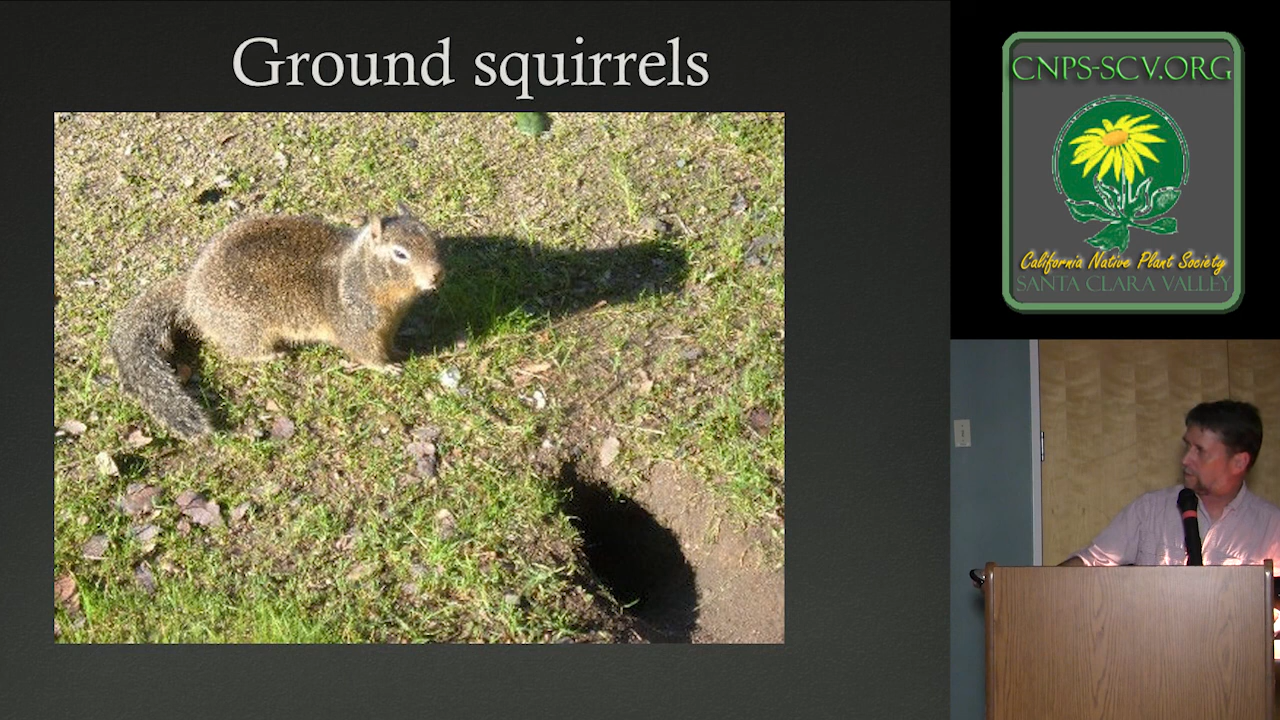 Ground squirrels
CNPS-SCV.ORG
California Native Plant Society
SANTA CLARA VALLEY